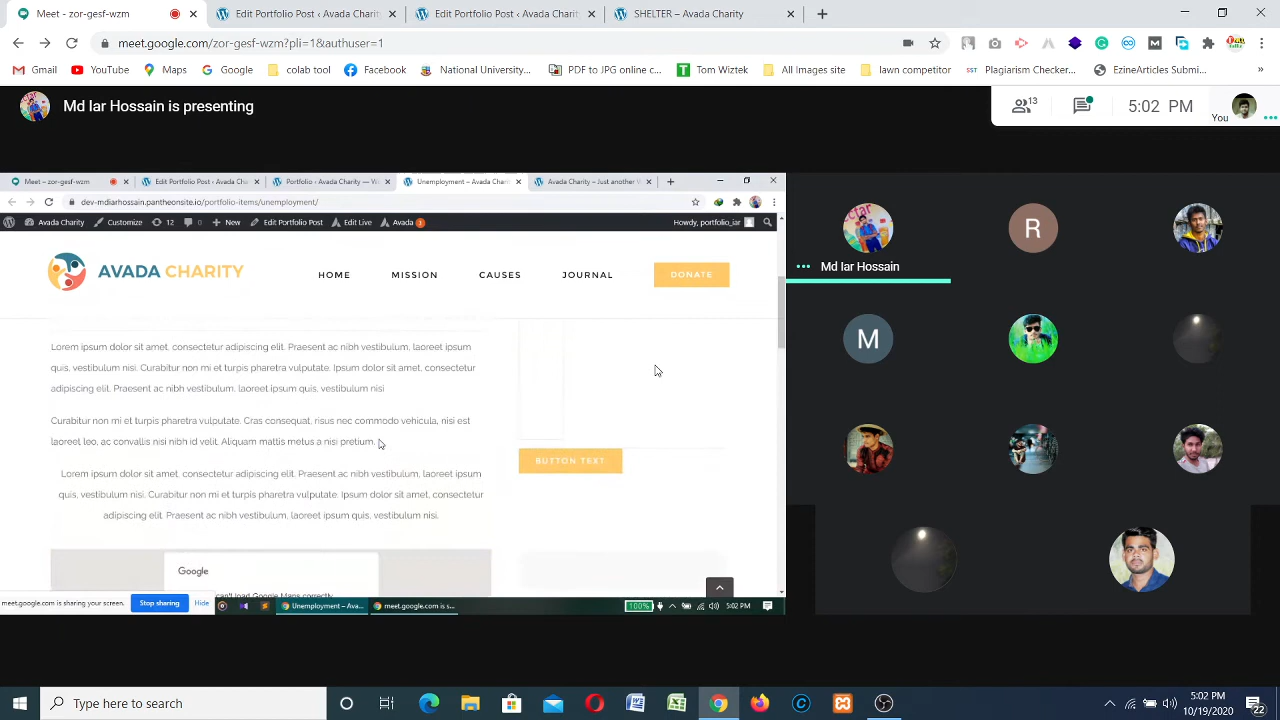 Meet – zor-gesf-wzm
Edit Portfolio Post ‹ Avada Charity
Portfolio ‹ Avada Charity
SHELTER – Avada Charity
meet.google.com/zor-gesf-wzm?pli=1&authuser=1
Gmail
YouTube
Maps
Google
colab tool
Facebook
National University...
PDF to JPG online c...
Tom Wiztek
All Images site
lawn competitor
SST
Plagiarism Checker...
EzineArticles Submi...
»
Md Iar Hossain is presenting
13
5:02 PM
You
Meet – zor-gesf-wzm
Edit Portfolio Post ‹ Avada Cha
Portfolio ‹ Avada Charity — W
Unemployment – Avada Cham
Avada Charity – Just another W
dev-mdiarhossain.pantheonsite.io/portfolio-items/unemployment/
Avada Charity
Customize
12
0
New
Edit Portfolio Post
Edit Live
Avada
Howdy, portfolio_iar
AVADA CHARITY
HOME
MISSION
CAUSES
JOURNAL
DONATE
Md Iar Hossain
R
M
Lorem ipsum dolor sit amet, consectetur adipiscing elit. Praesent ac nibh vestibulum, laoreet ipsum
quis, vestibulum nisi. Curabitur non mi et turpis pharetra vulputate. Ipsum dolor sit amet, consectetur
adipiscing elit. Praesent ac nibh vestibulum, laoreet ipsum quis, vestibulum nisi
Curabitur non mi et turpis pharetra vulputate. Cras consequat, risus nec commodo vehicula, nisi est
laoreet leo, ac convallis nisi nibh id velit. Aliquam mattis metus a nisi pretium.
BUTTON TEXT
Lorem ipsum dolor sit amet, consectetur adipiscing elit. Praesent ac nibh vestibulum, laoreet ipsum
quis, vestibulum nisi. Curabitur non mi et turpis pharetra vulputate. Ipsum dolor sit amet, consectetur
adipiscing elit. Praesent ac nibh vestibulum, laoreet ipsum quis, vestibulum nisi.
Google
can't load Google Maps correctly.
meet.google.com is sharing your screen.
Stop sharing
Hide
Unemployment – Ava...
meet.google.com is s...
100%
5:02 PM
Type here to search
5:02 PM
10/19/2020
22